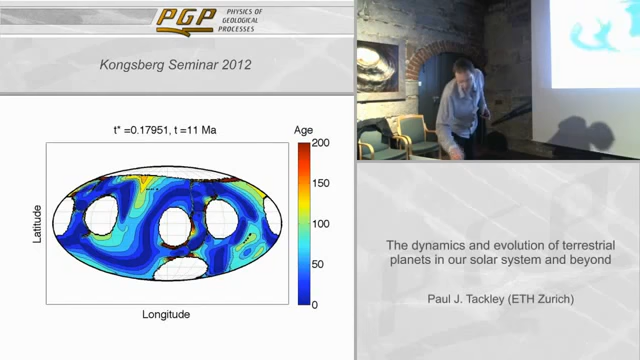 PGP
PHYSICS OF
GEOLOGICAL
PROCESSES
Kongsberg Seminar 2012
t* =0.17951, t =11 Ma
Age
200
150
100
50
0
Latitude
Longitude
The dynamics and evolution of terrestrial
planets in our solar system and beyond
Paul J. Tackley (ETH Zurich)